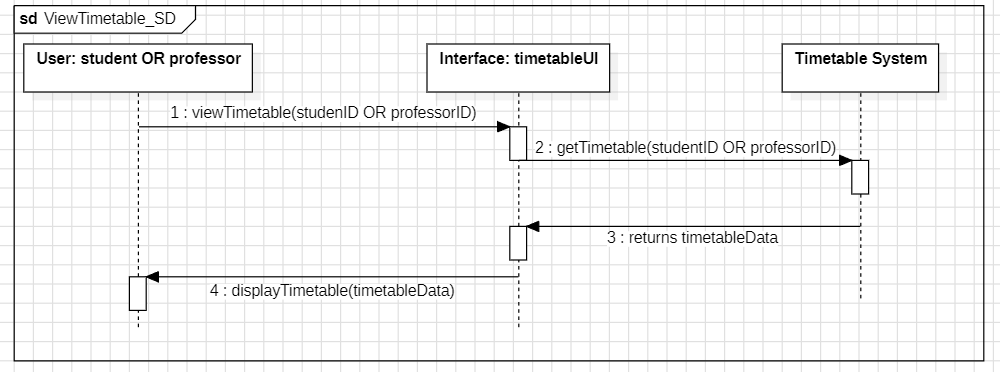 sd ViewTimetable_SD
User: student OR professor
Interface: timetableUI
Timetable System
1 : viewTimetable(studenID OR professorID)
2 : getTimetable(studentID OR professorID)
3 : returns timetableData
4 : displayTimetable(timetableData)